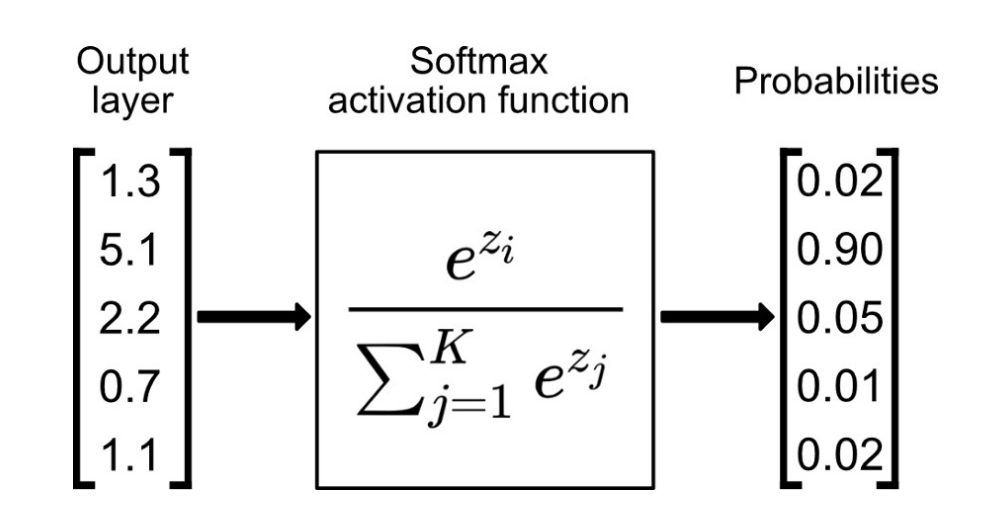 Output
layer
Softmax
activation function
Probabilities
1.3
5.1
2.2
0.7
1.1
e^{z_i}
∑_{j=1}^{K} e^{z_j}
0.02
0.90
0.05
0.01
0.02